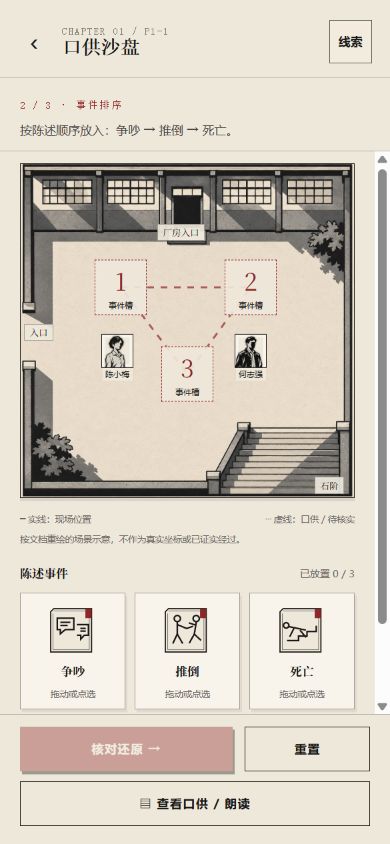 CHAPTER 01 / P1-1
口供沙盘
线索
2 / 3 · 事件排序
按陈述顺序放入：争吵 → 推倒 → 死亡。
厂房入口
1
事件槽
2
事件槽
入口
陈小梅
何志强
3
事件槽
石阶
实线：现场位置
虚线：口供 / 待核实
按文档重绘的场景示意，不作为真实坐标或已证实经过。
陈述事件
已放置 0 / 3
争吵
拖动或点选
推倒
拖动或点选
死亡
拖动或点选
核对还原 →
重置
查看口供 / 朗读